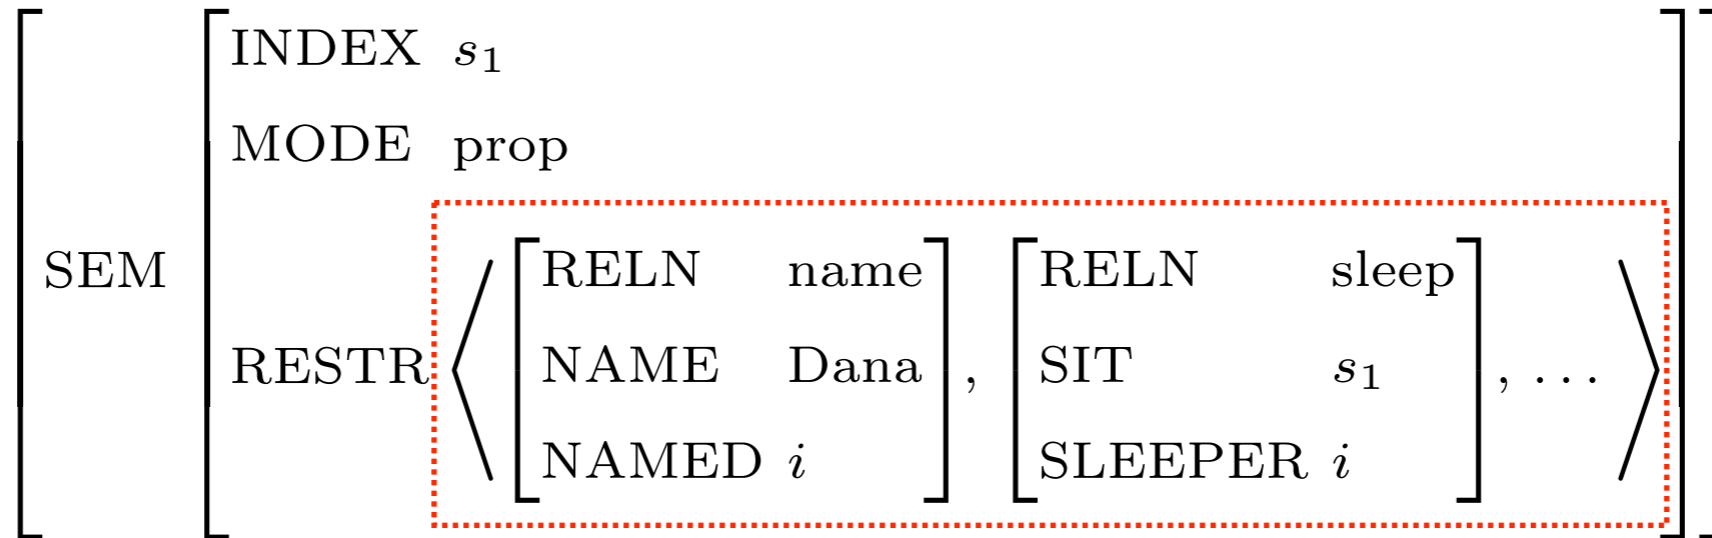 INDEX s₁
MODE prop
SEM
RELN name RELN sleep
RESTR ⟨ NAME Dana , SIT s₁ , … ⟩
NAMED i SLEEPER i